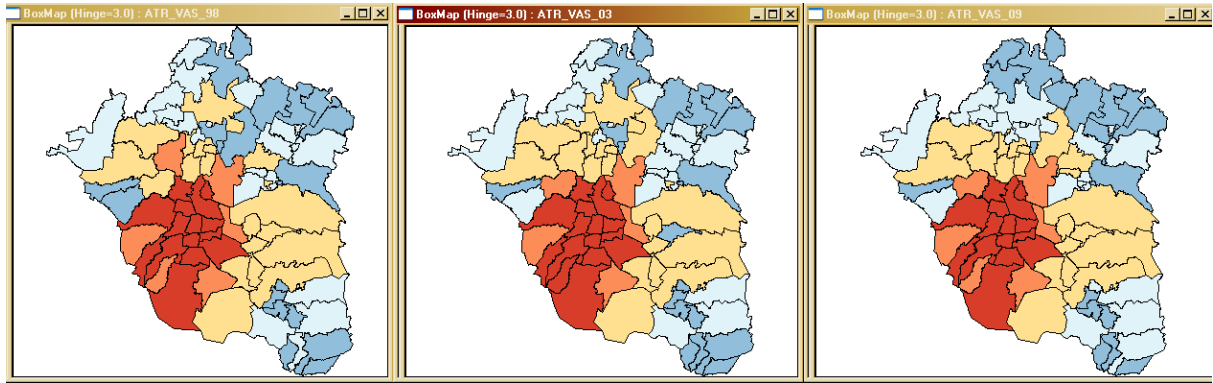 BoxMap (Hinge=3.0) : ATR_VAS_98
BoxMap (Hinge=3.0) : ATR_VAS_03
BoxMap (Hinge=3.0) : ATR_VAS_09